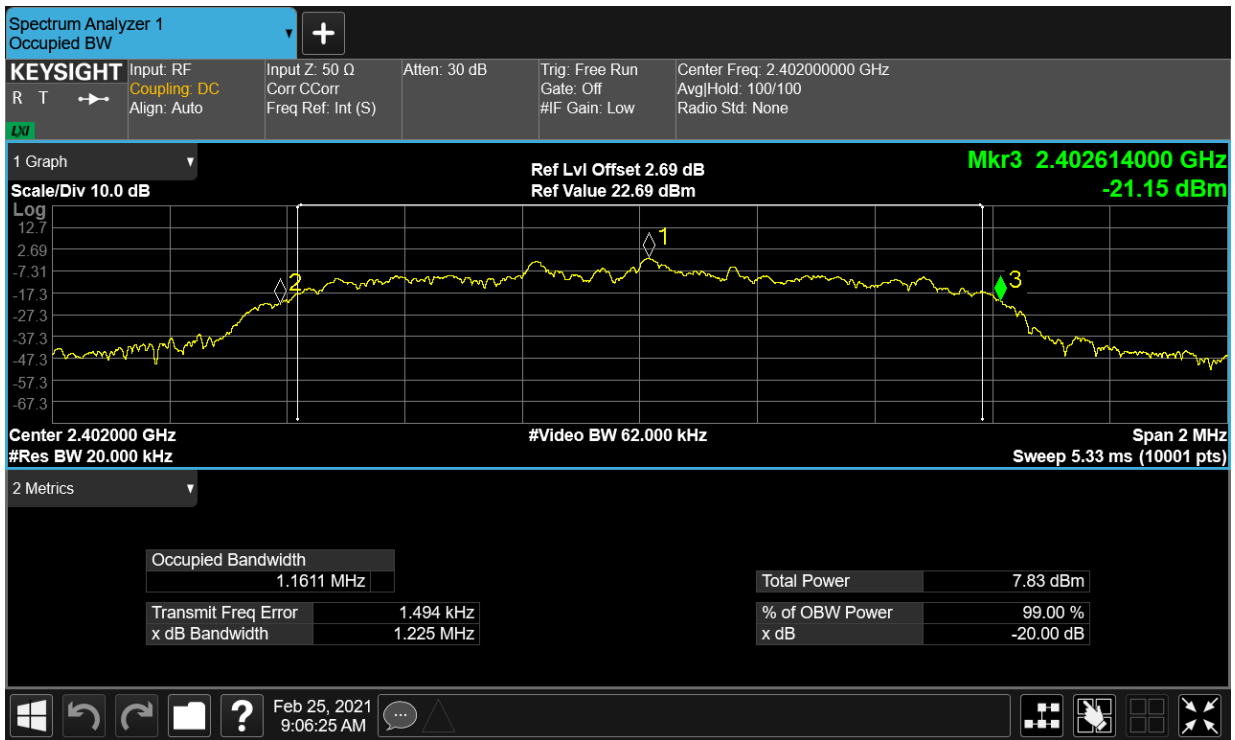 Spectrum Analyzer 1
Occupied BW
▼
+
KEYSIGHT
R T
LXI
Input: RF
Coupling: DC
Align: Auto
Input Z: 50 Ω
Corr CCorr
Freq Ref: Int (S)
Atten: 30 dB
Trig: Free Run
Gate: Off
#IF Gain: Low
Center Freq: 2.402000000 GHz
Avg|Hold: 100/100
Radio Std: None
1 Graph ▼
Scale/Div 10.0 dB
Ref Lvl Offset 2.69 dB
Ref Value 22.69 dBm
Mkr3 2.402614000 GHz
-21.15 dBm
Log
12.7
2.69
-7.31
-17.3
-27.3
-37.3
-47.3
-57.3
-67.3
1
2
3
Center 2.402000 GHz #Video BW 62.000 kHz Span 2 MHz
#Res BW 20.000 kHz Sweep 5.33 ms (10001 pts)
2 Metrics ▼
Occupied Bandwidth
1.1611 MHz
Transmit Freq Error 1.494 kHz
x dB Bandwidth 1.225 MHz
Total Power 7.83 dBm
% of OBW Power 99.00 %
x dB -20.00 dB
?
Feb 25, 2021
9:06:25 AM
...